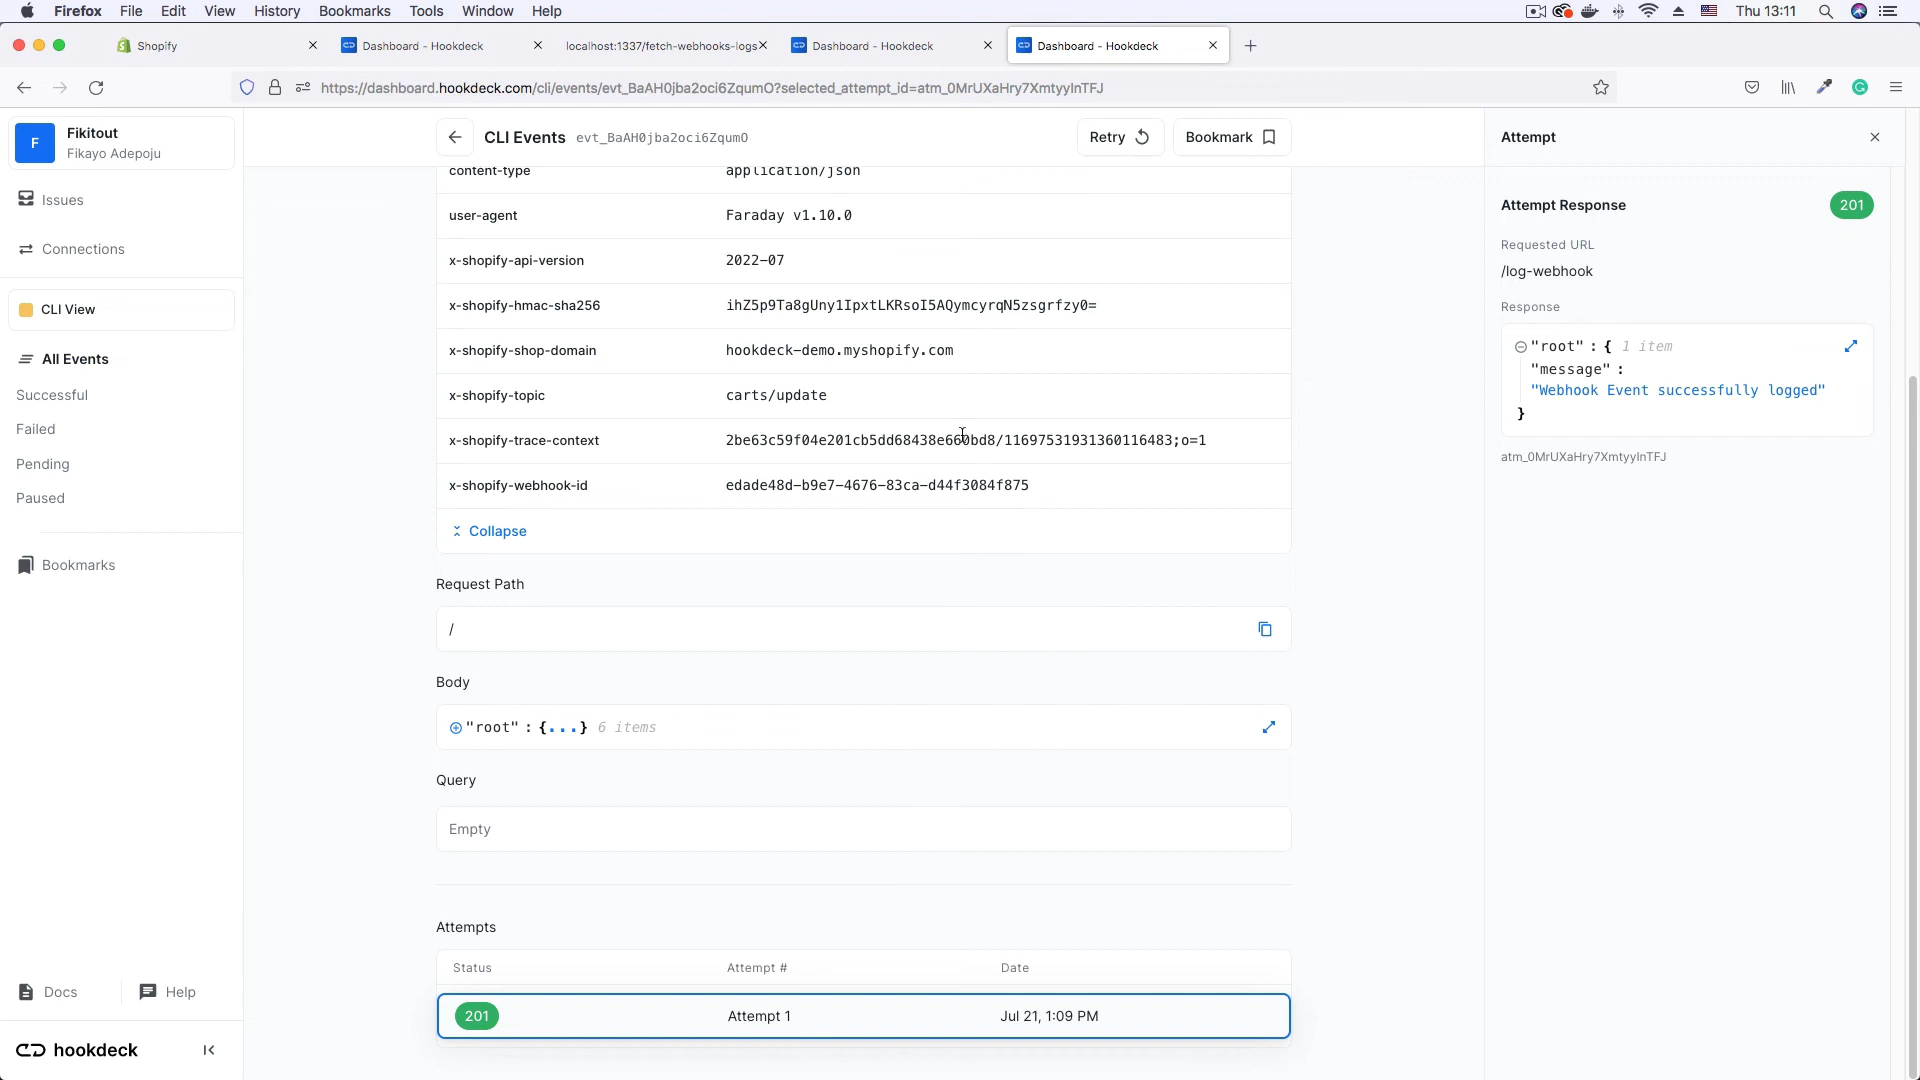 Firefox File Edit View History Bookmarks Tools Window Help Thu 13:11
Shopify Dashboard - Hookdeck localhost:1337/fetch-webhooks-logs Dashboard - Hookdeck Dashboard - Hookdeck
https://dashboard.hookdeck.com/cli/events/evt_BaAH0jba2oci6ZqumO?selected_attempt_id=atm_0MrUXaHry7XmtyyInTFJ
F
Fikitout
Fikayo Adepoju
Issues
Connections
CLI View
All Events
Successful
Failed
Pending
Paused
Bookmarks
Docs Help
hookdeck
CLI Events evt_BaAH0jba2oci6ZqumO Retry Bookmark
content-type application/json
user-agent Faraday v1.10.0
x-shopify-api-version 2022-07
x-shopify-hmac-sha256 ihZ5p9Ta8gUny1IpxtLKRsoI5AQymcyrqN5zsgrfzy0=
x-shopify-shop-domain hookdeck-demo.myshopify.com
x-shopify-topic carts/update
x-shopify-trace-context 2be63c59f04e201cb5dd68438e660bd8/11697531931360116483;o=1
x-shopify-webhook-id edade48d-b9e7-4676-83ca-d44f3084f875
Collapse
Request Path
/
Body
"root" : {...} 6 items
Query
Empty
Attempts
Status Attempt # Date
201 Attempt 1 Jul 21, 1:09 PM
Attempt
Attempt Response 201
Requested URL
/log-webhook
Response
"root" : { 1 item
"message" :
"Webhook Event successfully logged"
}
atm_0MrUXaHry7XmtyyInTFJ